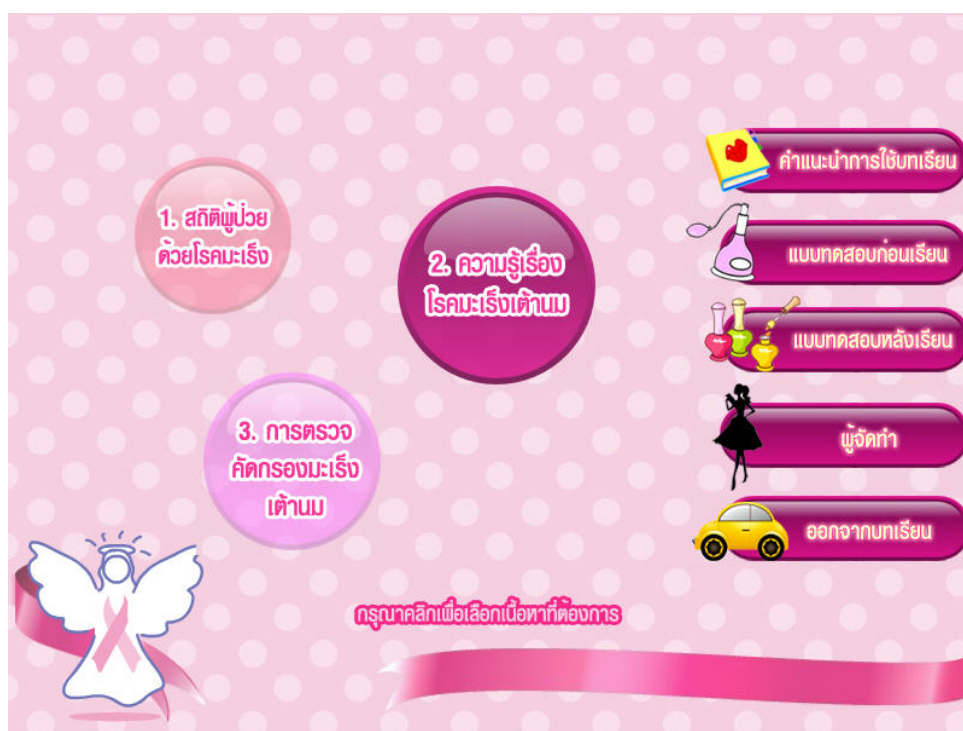 1. สถิติผู้ป่วย
ด้วยโรคมะเร็ง
2. ความรู้เรื่อง
โรคมะเร็งเต้านม
3. การตรวจ
คัดกรองมะเร็ง
เต้านม
คำแนะนำการใช้บทเรียน
แบบทดสอบก่อนเรียน
แบบทดสอบหลังเรียน
ผู้จัดทำ
ออกจากบทเรียน
กรุณาคลิกเพื่อเลือกเนื้อหาที่ต้องการ